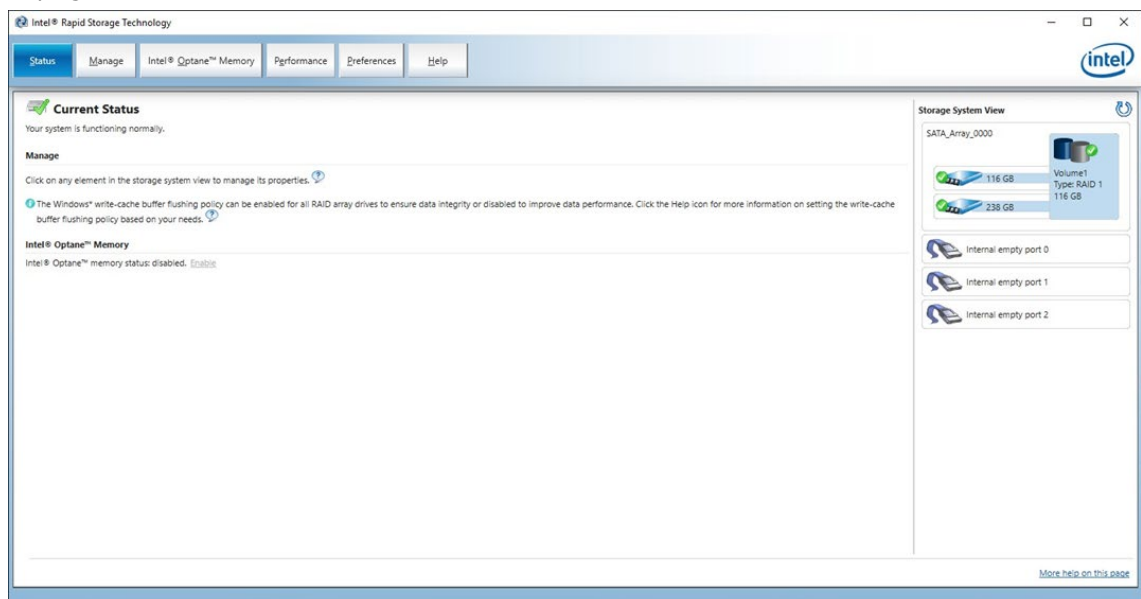 Intel® Rapid Storage Technology
Status
Manage
Intel® Optane™ Memory
Performance
Preferences
Help
intel
Current Status
Your system is functioning normally.
Manage
Click on any element in the storage system view to manage its properties.
The Windows* write-cache buffer flushing policy can be enabled for all RAID array drives to ensure data integrity or disabled to improve data performance. Click the Help icon for more information on setting the write-cache
buffer flushing policy based on your needs.
Intel® Optane™ Memory
Intel® Optane™ memory status: disabled. Enable
Storage System View
SATA_Array_0000
116 GB
238 GB
Volume1
Type: RAID 1
116 GB
Internal empty port 0
Internal empty port 1
Internal empty port 2
More help on this page